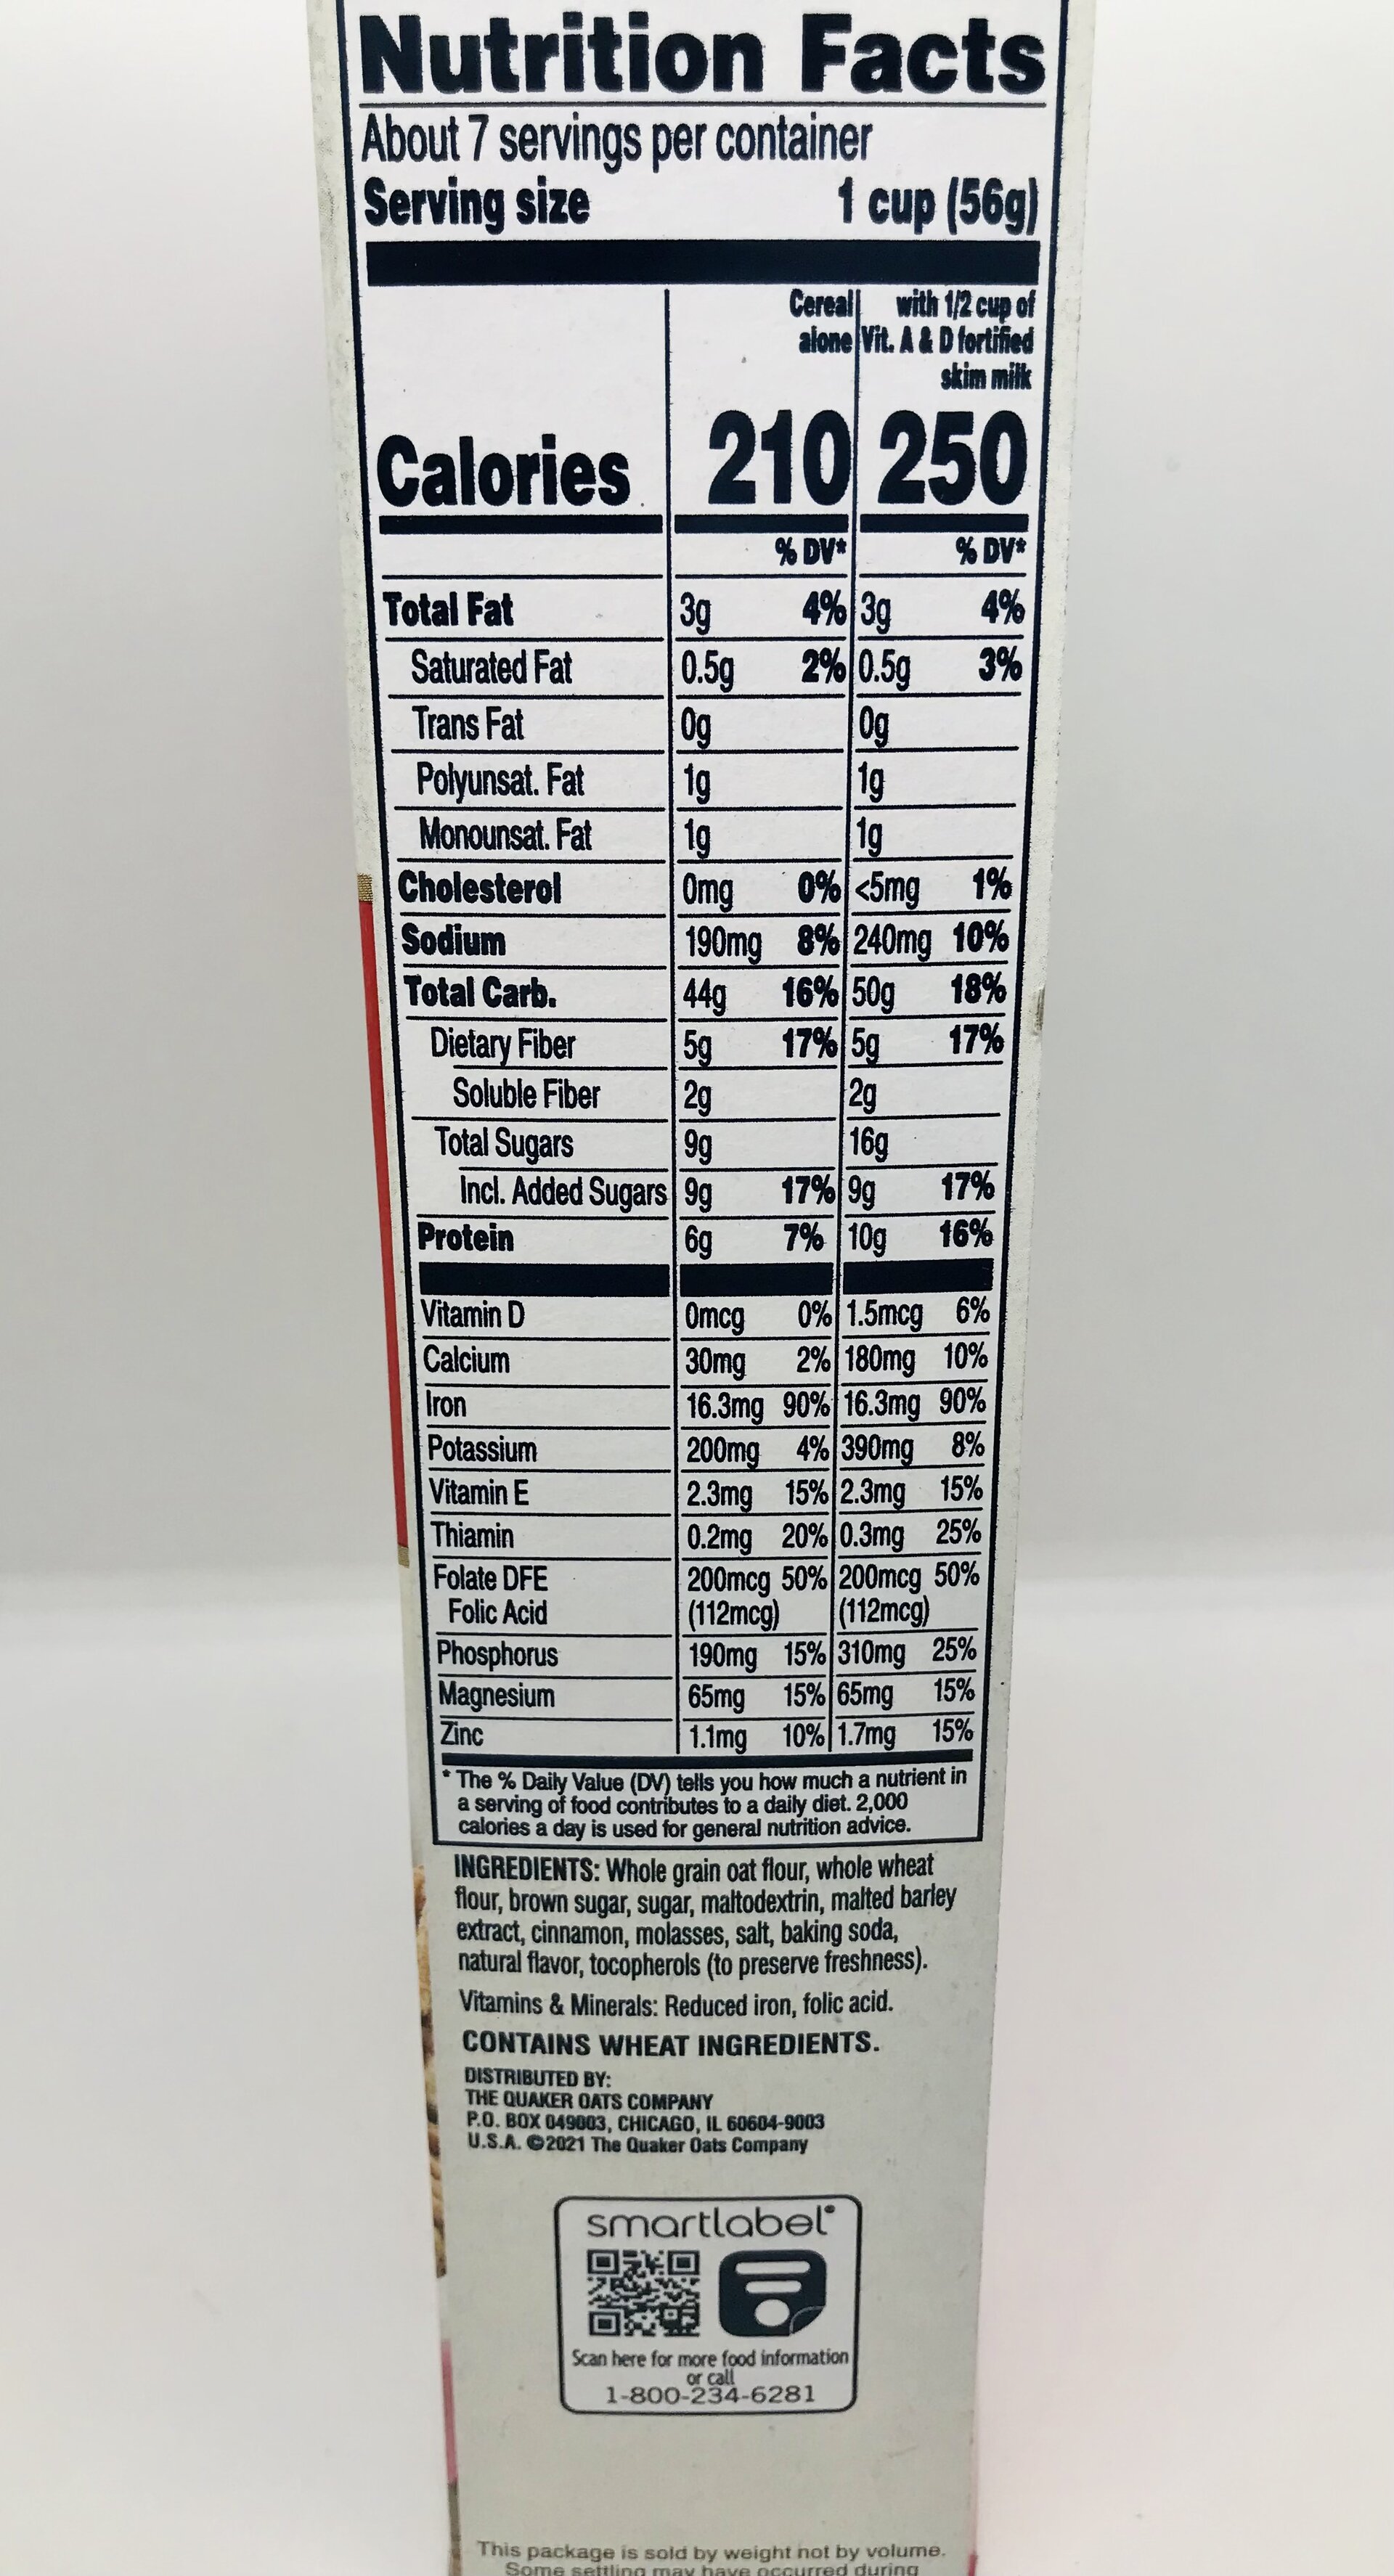 Nutrition Facts
About 7 servings per container
Serving size 1 cup (56g)
Cereal with 1/2 cup of
alone Vit. A & D fortified
skim milk
Calories 210 250
% DV* % DV*
Total Fat 3g 4% 3g 4%
Saturated Fat 0.5g 2% 0.5g 3%
Trans Fat 0g 0g
Polyunsat. Fat 1g 1g
Monounsat. Fat 1g 1g
Cholesterol 0mg 0% <5mg 1%
Sodium 190mg 8% 240mg 10%
Total Carb. 44g 16% 50g 18%
Dietary Fiber 5g 17% 5g 17%
Soluble Fiber 2g 2g
Total Sugars 9g 16g
Incl. Added Sugars 9g 17% 9g 17%
Protein 6g 7% 10g 16%
Vitamin D 0mcg 0% 1.5mcg 6%
Calcium 30mg 2% 180mg 10%
Iron 16.3mg 90% 16.3mg 90%
Potassium 200mg 4% 390mg 8%
Vitamin E 2.3mg 15% 2.3mg 15%
Thiamin 0.2mg 20% 0.3mg 25%
Folate DFE 200mcg 50% 200mcg 50%
Folic Acid (112mcg) (112mcg)
Phosphorus 190mg 15% 310mg 25%
Magnesium 65mg 15% 65mg 15%
Zinc 1.1mg 10% 1.7mg 15%
* The % Daily Value (DV) tells you how much a nutrient in
a serving of food contributes to a daily diet. 2,000
calories a day is used for general nutrition advice.
INGREDIENTS: Whole grain oat flour, whole wheat
flour, brown sugar, sugar, maltodextrin, malted barley
extract, cinnamon, molasses, salt, baking soda,
natural flavor, tocopherols (to preserve freshness).
Vitamins & Minerals: Reduced iron, folic acid.
CONTAINS WHEAT INGREDIENTS.
DISTRIBUTED BY:
THE QUAKER OATS COMPANY
P.O. BOX 049003, CHICAGO, IL 60604-9003
U.S.A. ©2021 The Quaker Oats Company
smartlabel®
Scan here for more food information
or call
1-800-234-6281
This package is sold by weight not by volume.
Some settling may have occurred during